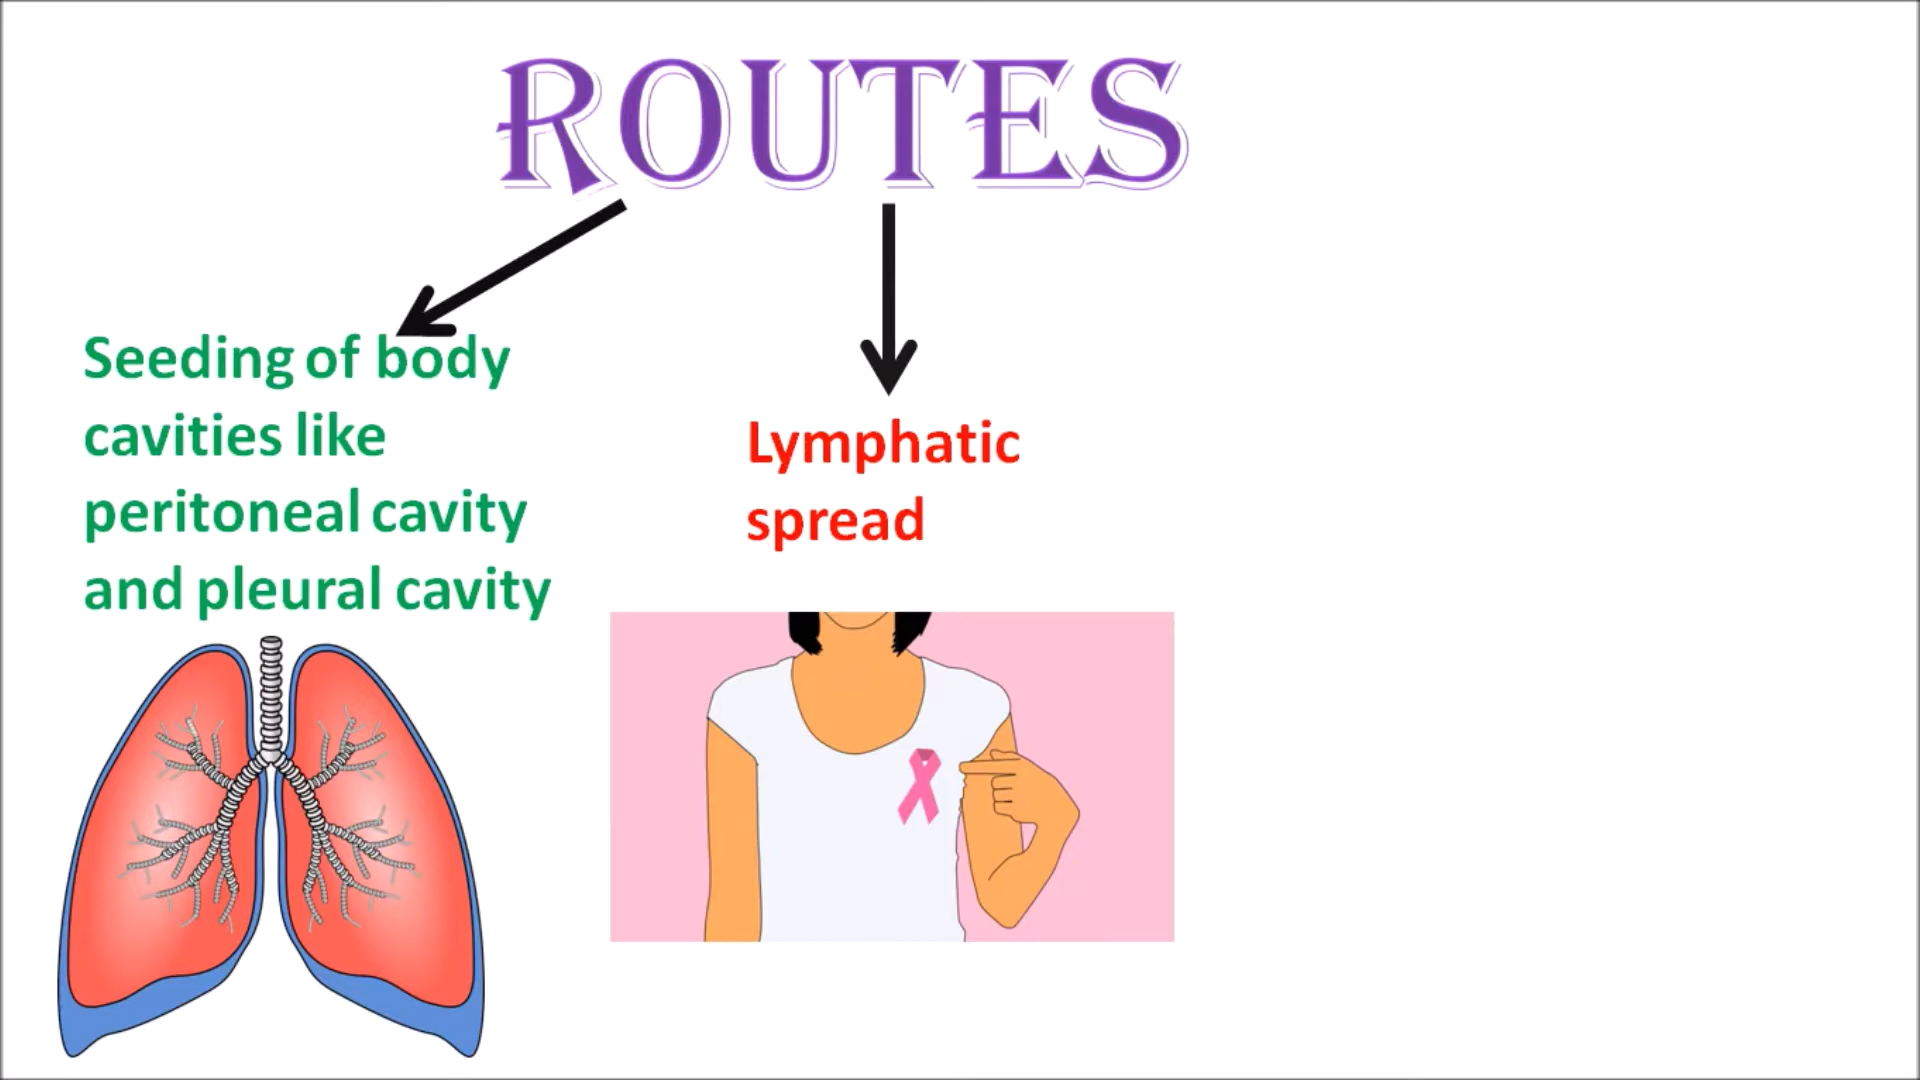 ROUTES
Seeding of body
cavities like
peritoneal cavity
and pleural cavity
Lymphatic
spread